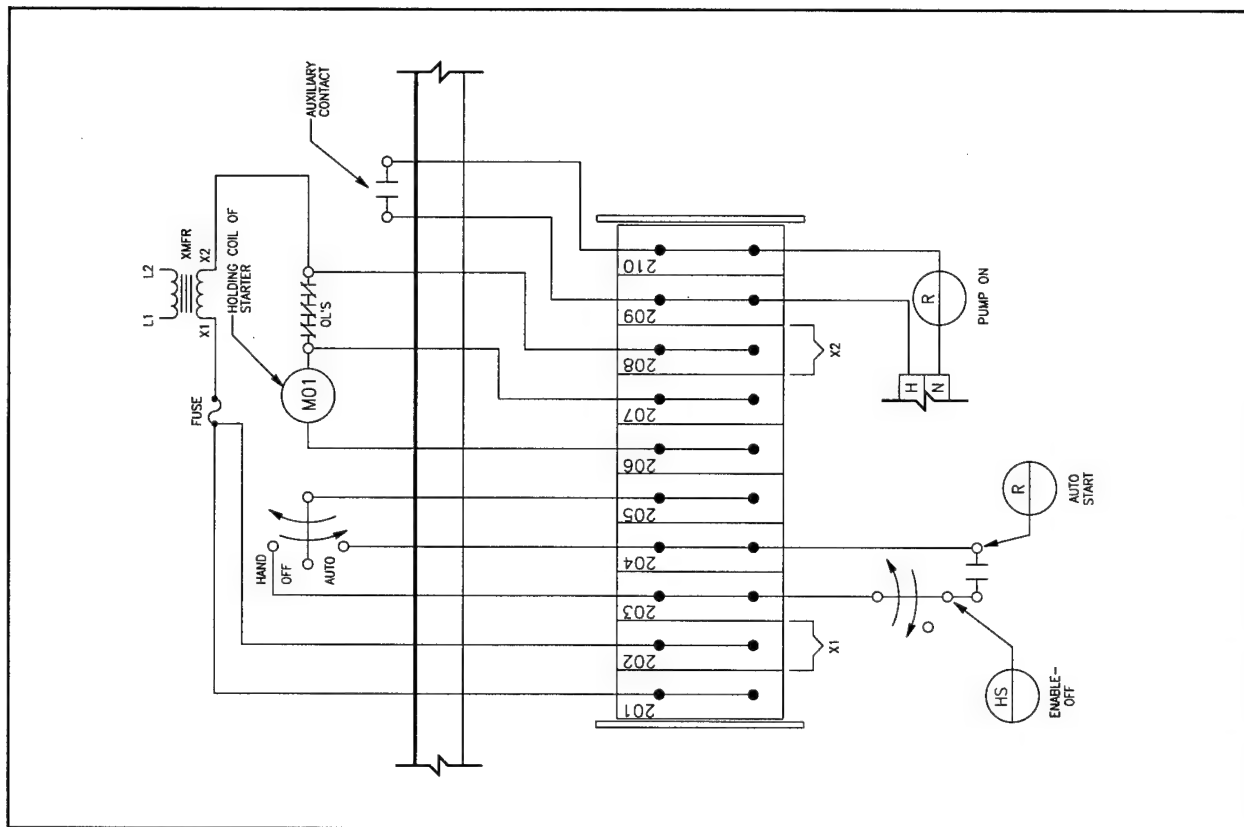 AUXILIARY
CONTACT
L1
L2
XMFR
X1
X2
HOLDING COIL OF
STARTER
FUSE
OL'S
M01
HAND
OFF
AUTO
201
202
203
204
205
206
207
208
209
210
X1
X2
H
N
R
PUMP ON
R
AUTO
START
HS
ENABLE-
OFF